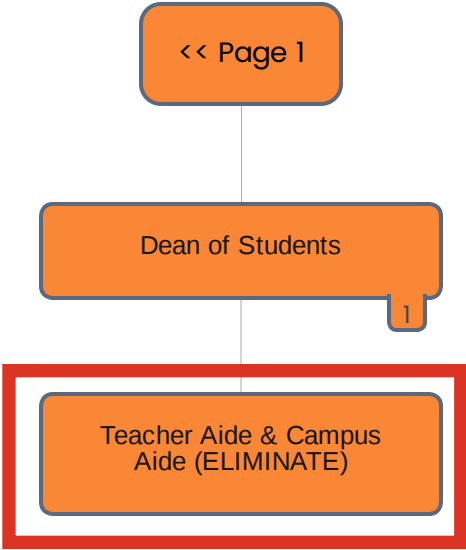 << Page 1
Dean of Students
1
Teacher Aide & Campus
Aide (ELIMINATE)